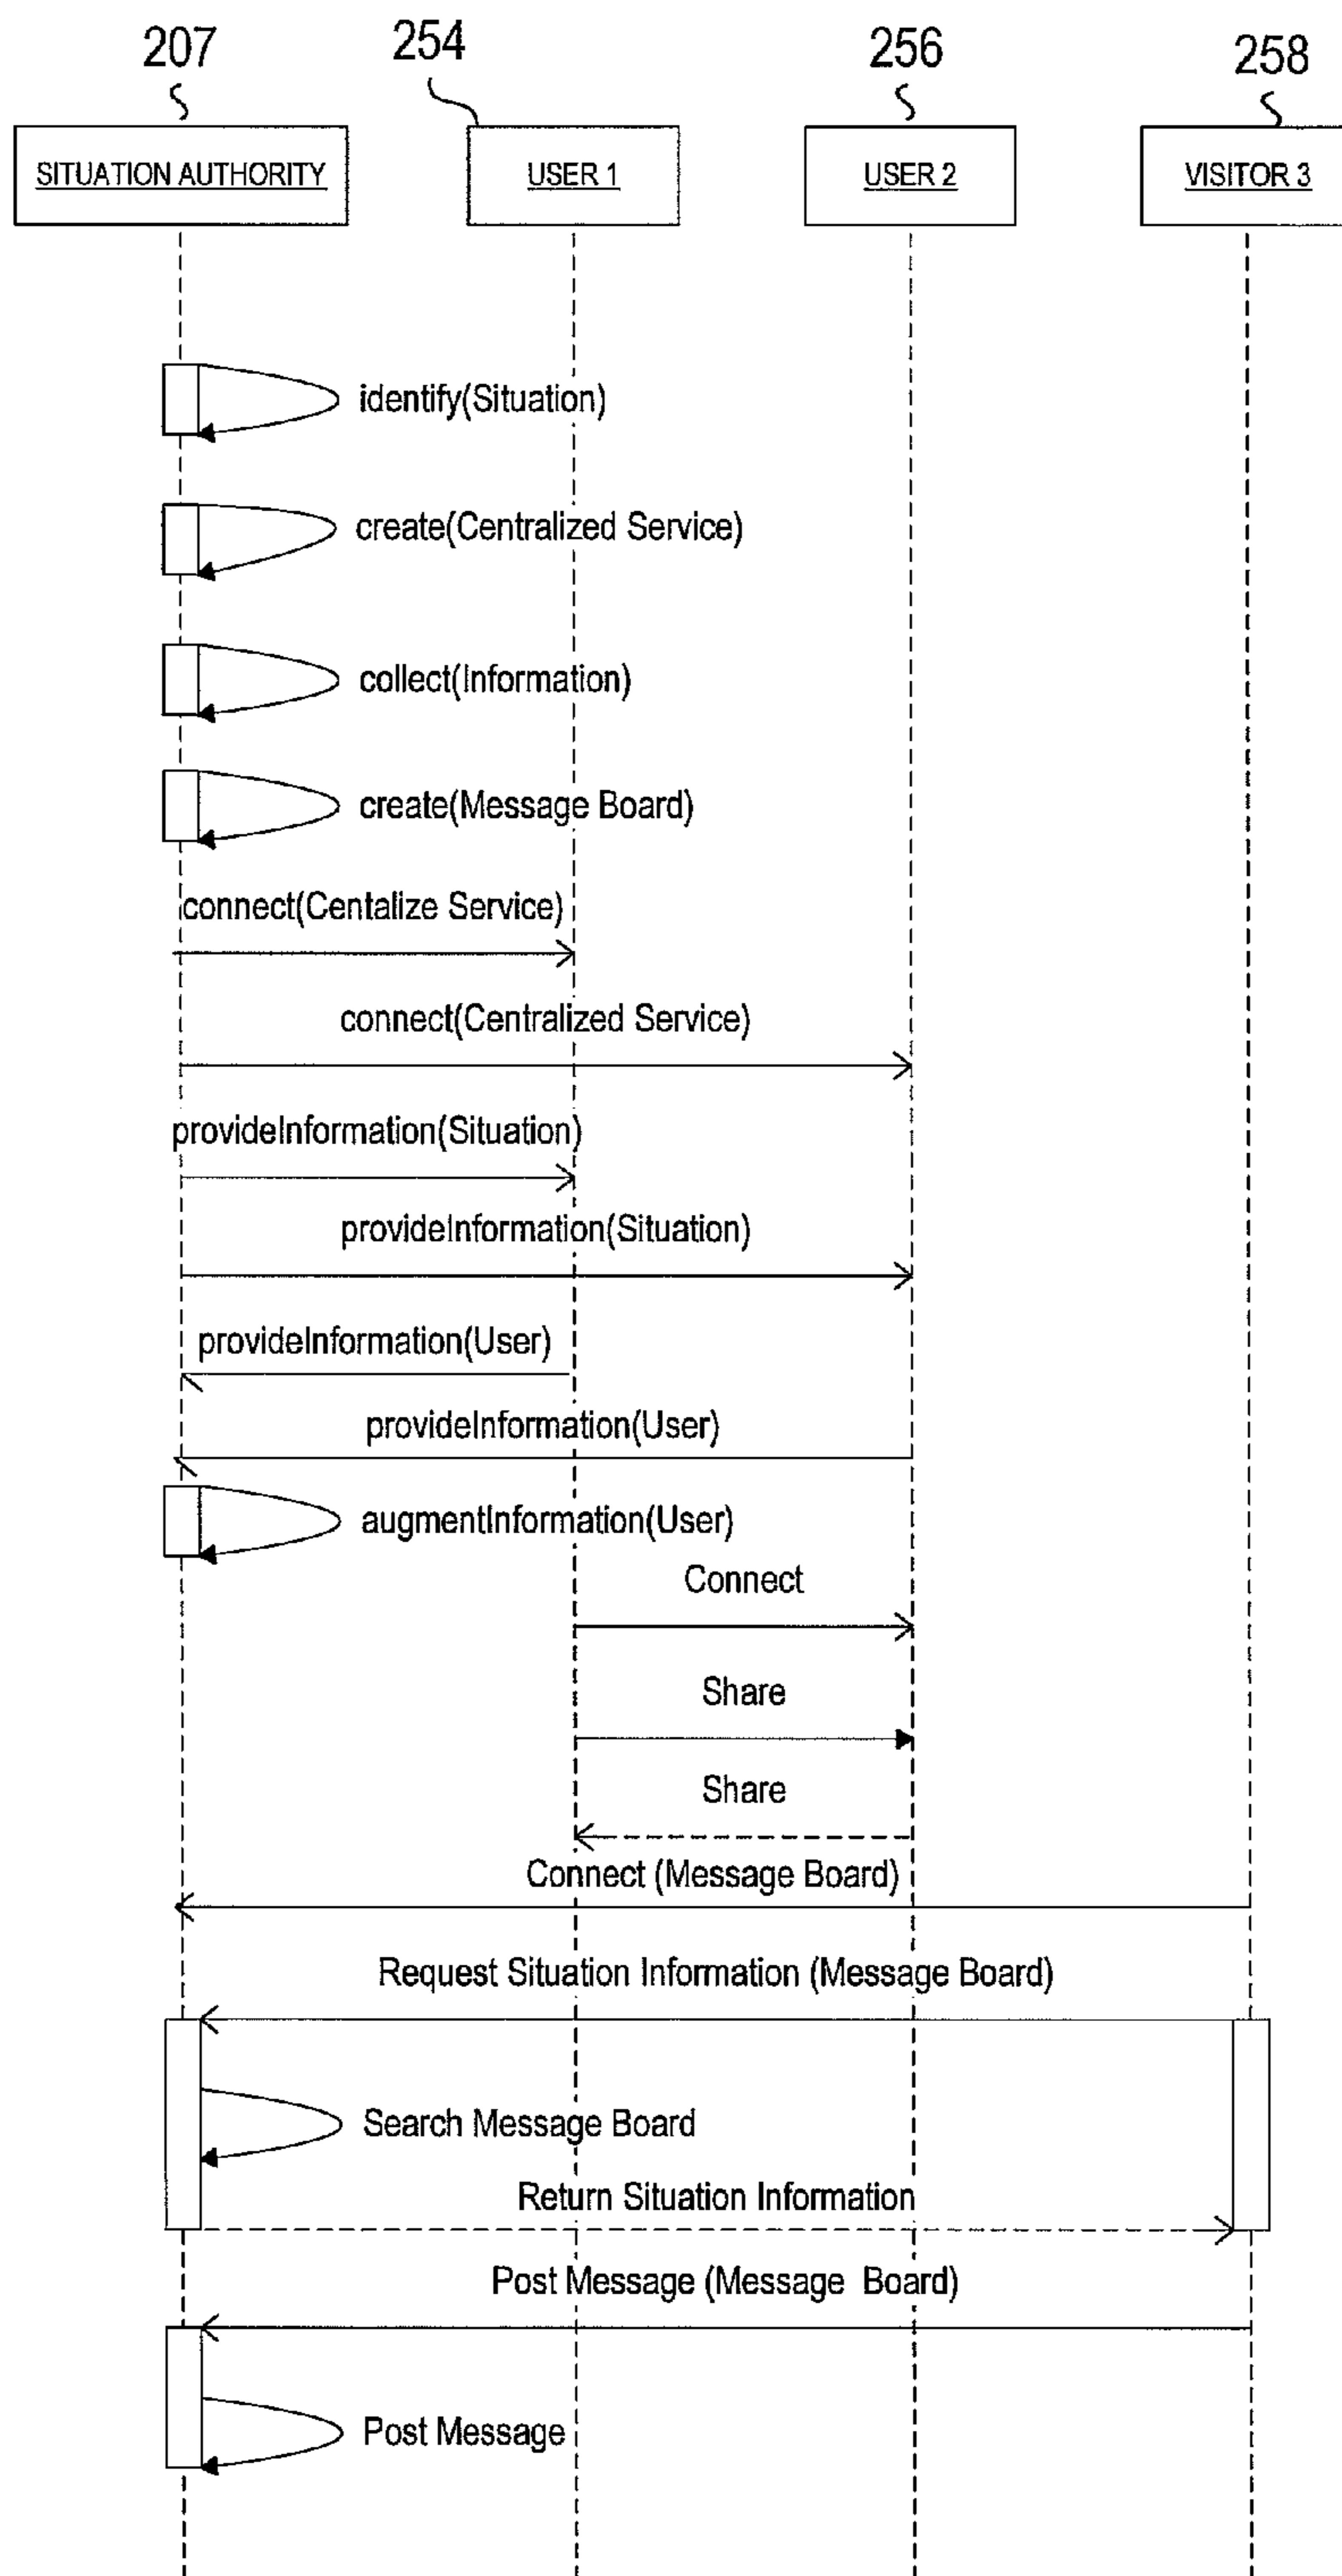 207
254
256
258
SITUATION AUTHORITY
USER 1
USER 2
VISITOR 3
identify(Situation)
create(Centralized Service)
collect(Information)
create(Message Board)
connect(Centalize Service)
connect(Centralized Service)
provideInformation(Situation)
provideInformation(Situation)
provideInformation(User)
provideInformation(User)
augmentInformation(User)
Connect
Share
Share
Connect (Message Board)
Request Situation Information (Message Board)
Search Message Board
Return Situation Information
Post Message (Message Board)
Post Message